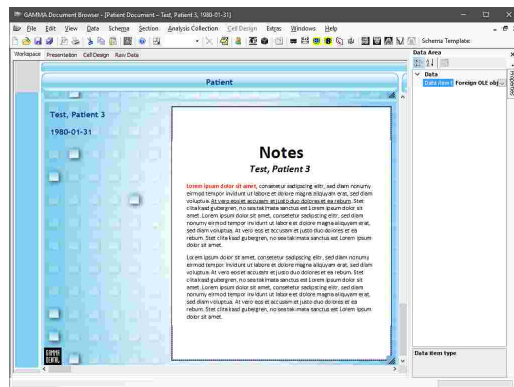 GAMMA Document Browser - [Patient Document - Test, Patient 3, 1980-01-31]
File Edit View Data Schema Section Analysis Collection Cell Design Extras Windows Help
Schema Template:
Workspace Presentation Cell Design Raw Data
Data Area
Data
Data item t Foreign OLE obj
Properties
Patient
Test, Patient 3
1980-01-31
Notes
Test, Patient 3
Lorem ipsum dolor sit amet, consetetur sadipscing elitr, sed diam nonumy
eirmod tempor invidunt ut labore et dolore magna aliquyam erat, sed diam
voluptua. At vero eos et accusam et justo duo dolores et ea rebum. Stet
clita kasd gubergren, no sea takimata sanctus est Lorem ipsum dolor sit
amet. Lorem ipsum dolor sit amet, consetetur sadipscing elitr, sed diam
nonumy eirmod tempor invidunt ut labore et dolore magna aliquyam erat,
sed diam voluptua. At vero eos et accusam et justo duo dolores et ea
rebum. Stet clita kasd gubergren, no sea takimata sanctus est Lorem ipsum
dolor sit amet.
Lorem ipsum dolor sit amet, consetetur sadipscing elitr, sed diam nonumy
eirmod tempor invidunt ut labore et dolore magna aliquyam erat, sed diam
voluptua. At vero eos et accusam et justo duo dolores et ea rebum. Stet
clita kasd gubergren, no sea takimata sanctus est Lorem ipsum dolor sit
amet. Lorem ipsum dolor sit amet, consetetur sadipscing elitr, sed diam
nonumy eirmod tempor invidunt ut labore et dolore magna aliquyam erat,
sed diam voluptua. At vero eos et accusam et justo duo dolores et ea
rebum. Stet clita kasd gubergren, no sea takimata sanctus est Lorem ipsum
dolor sit amet.
GAMMA
DENTAL
Data item type